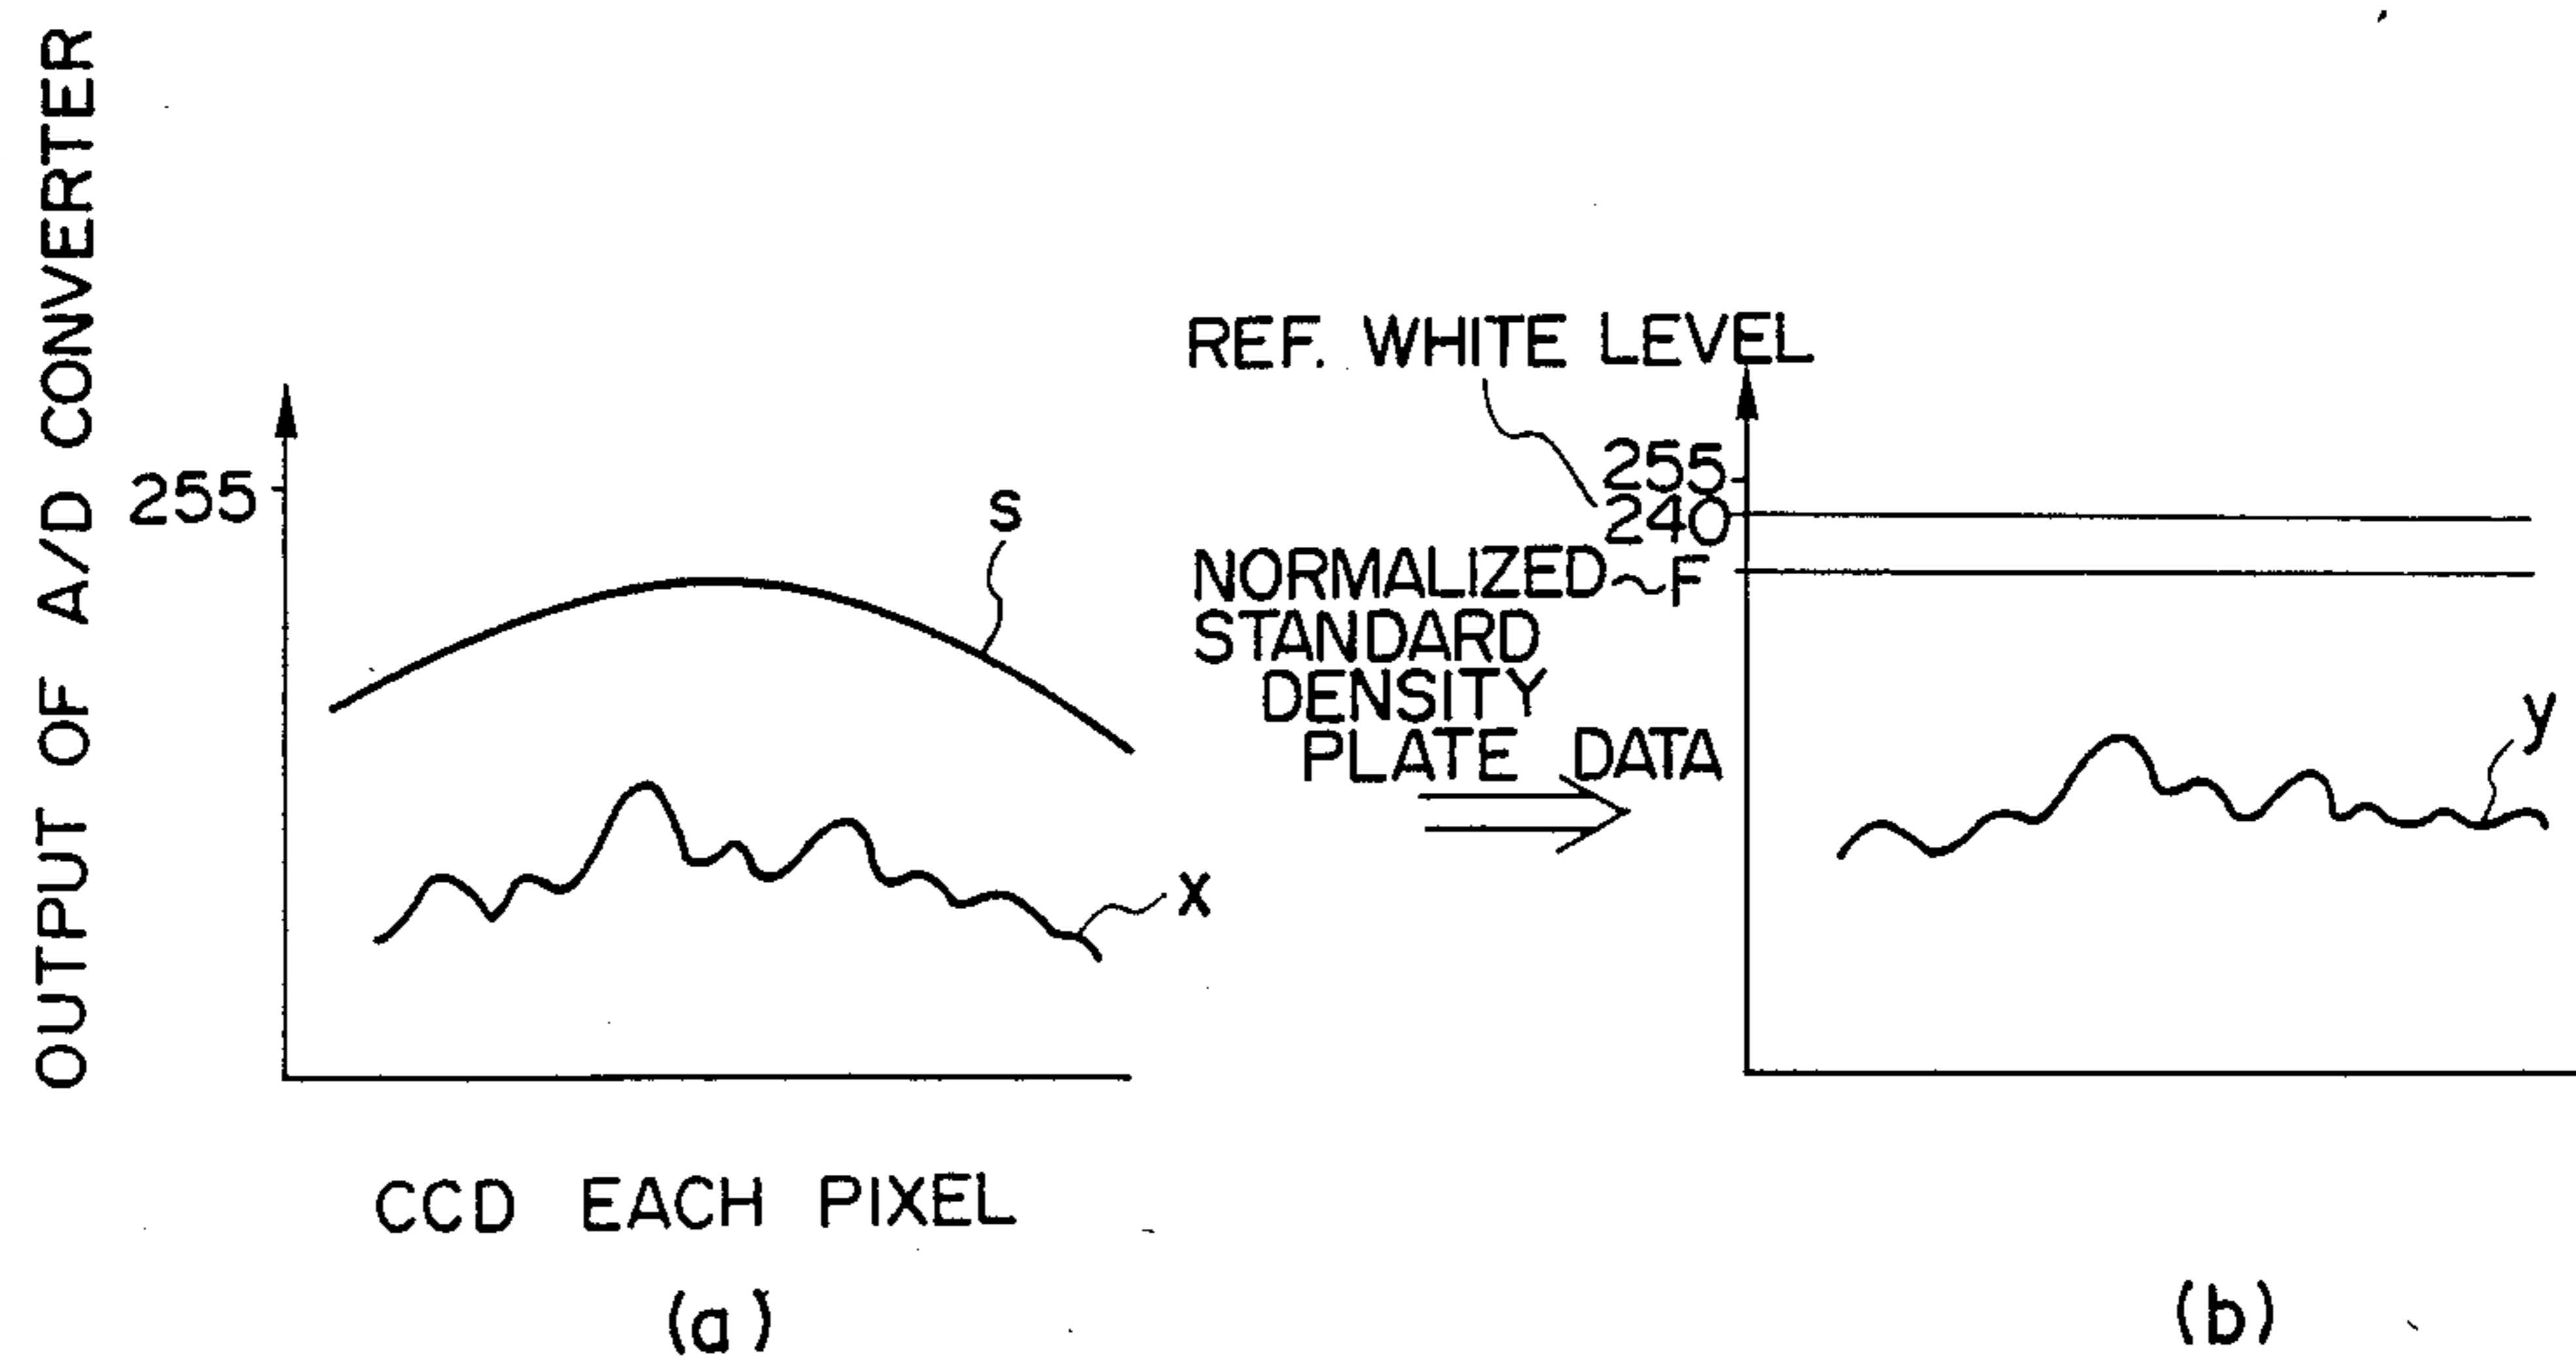 OUTPUT OF A/D CONVERTER
255
S
X
CCD EACH PIXEL
(a)
REF. WHITE LEVEL
255
240
NORMALIZED~F
STANDARD
DENSITY
PLATE DATA
y
(b)